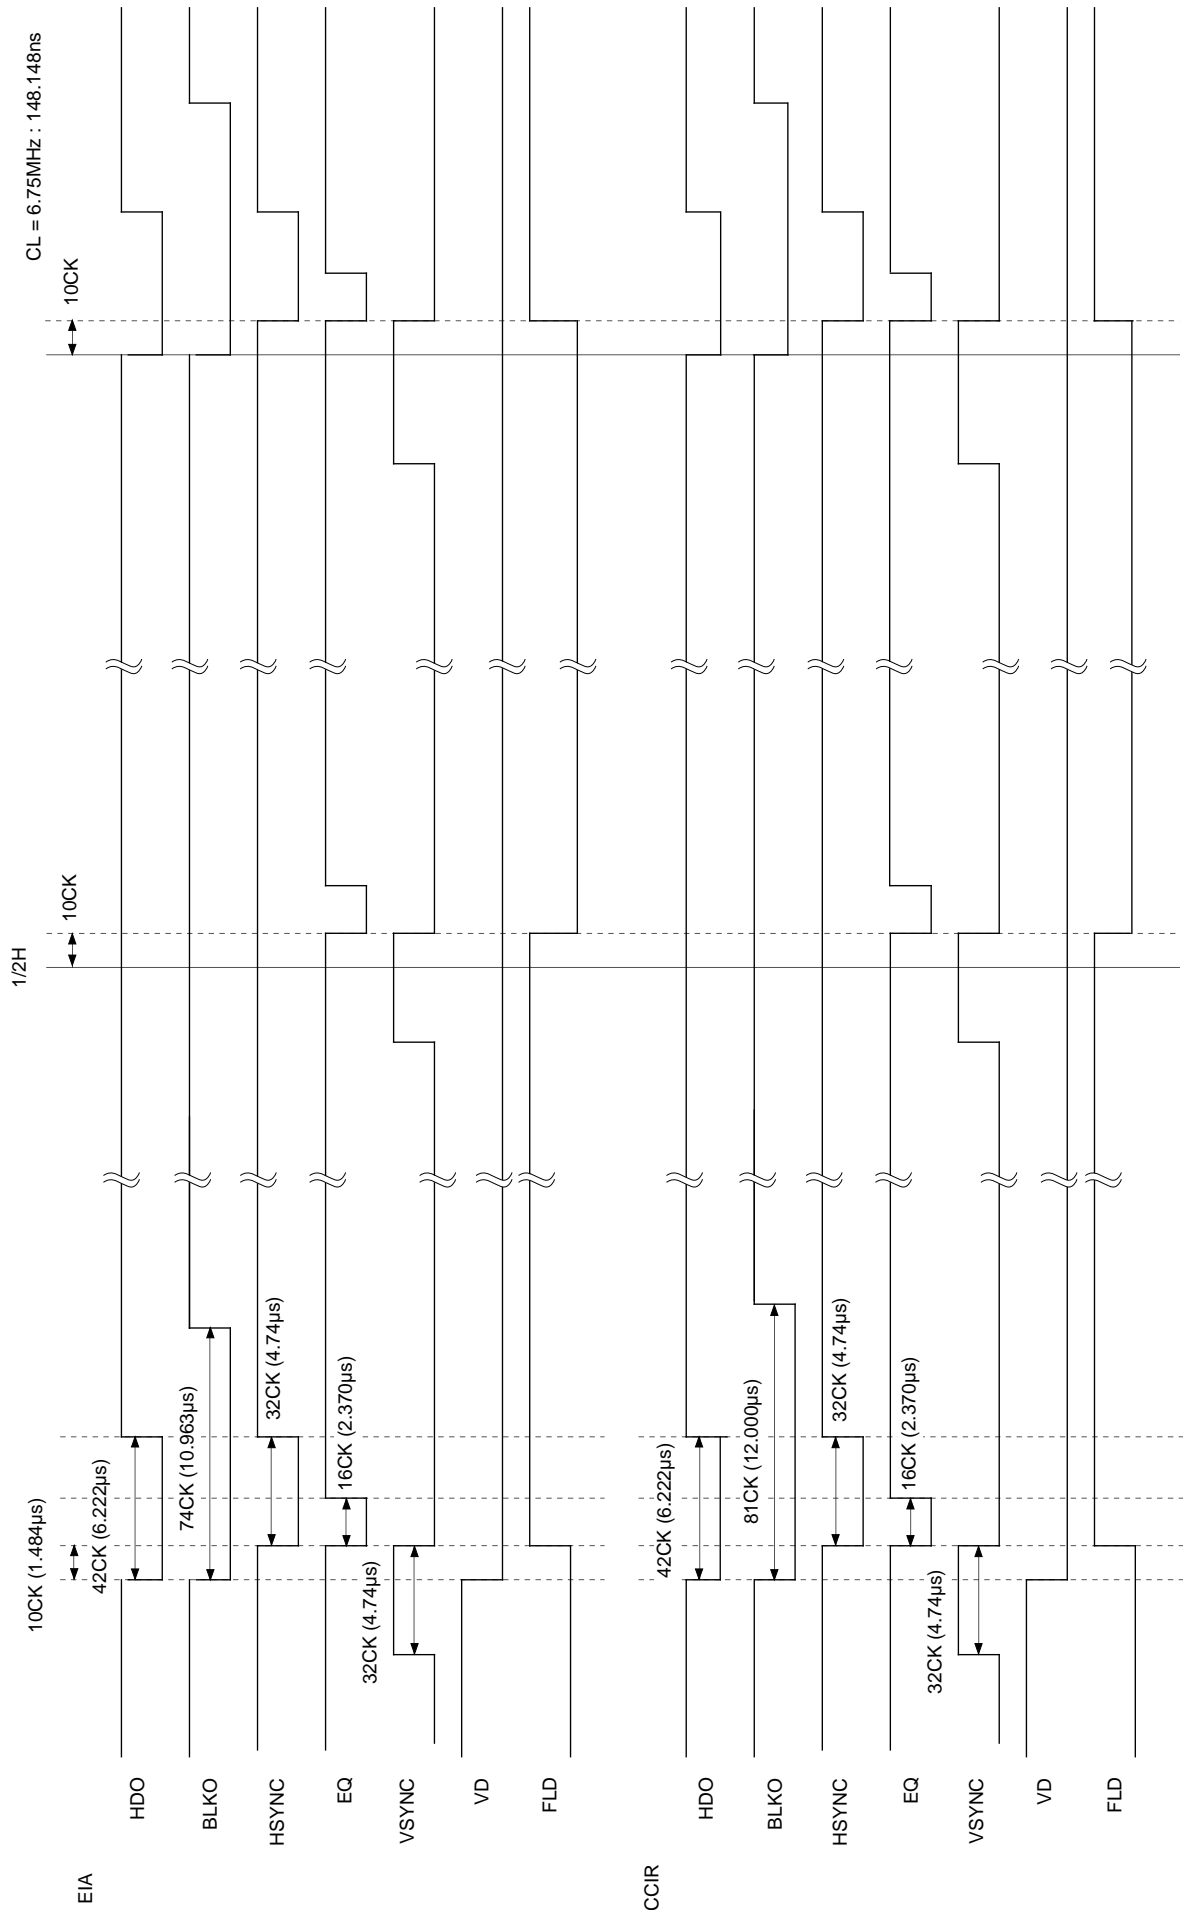 CL = 6.75MHz : 148.148ns
EIA
10CK (1.484µs)
1/2H
10CK
10CK
HDO
42CK (6.222µs)
BLKO
74CK (10.963µs)
HSYNC
32CK (4.74µs)
EQ
16CK (2.370µs)
VSYNC
32CK (4.74µs)
VD
FLD
CCIR
HDO
42CK (6.222µs)
BLKO
81CK (12.000µs)
HSYNC
32CK (4.74µs)
EQ
16CK (2.370µs)
VSYNC
32CK (4.74µs)
VD
FLD